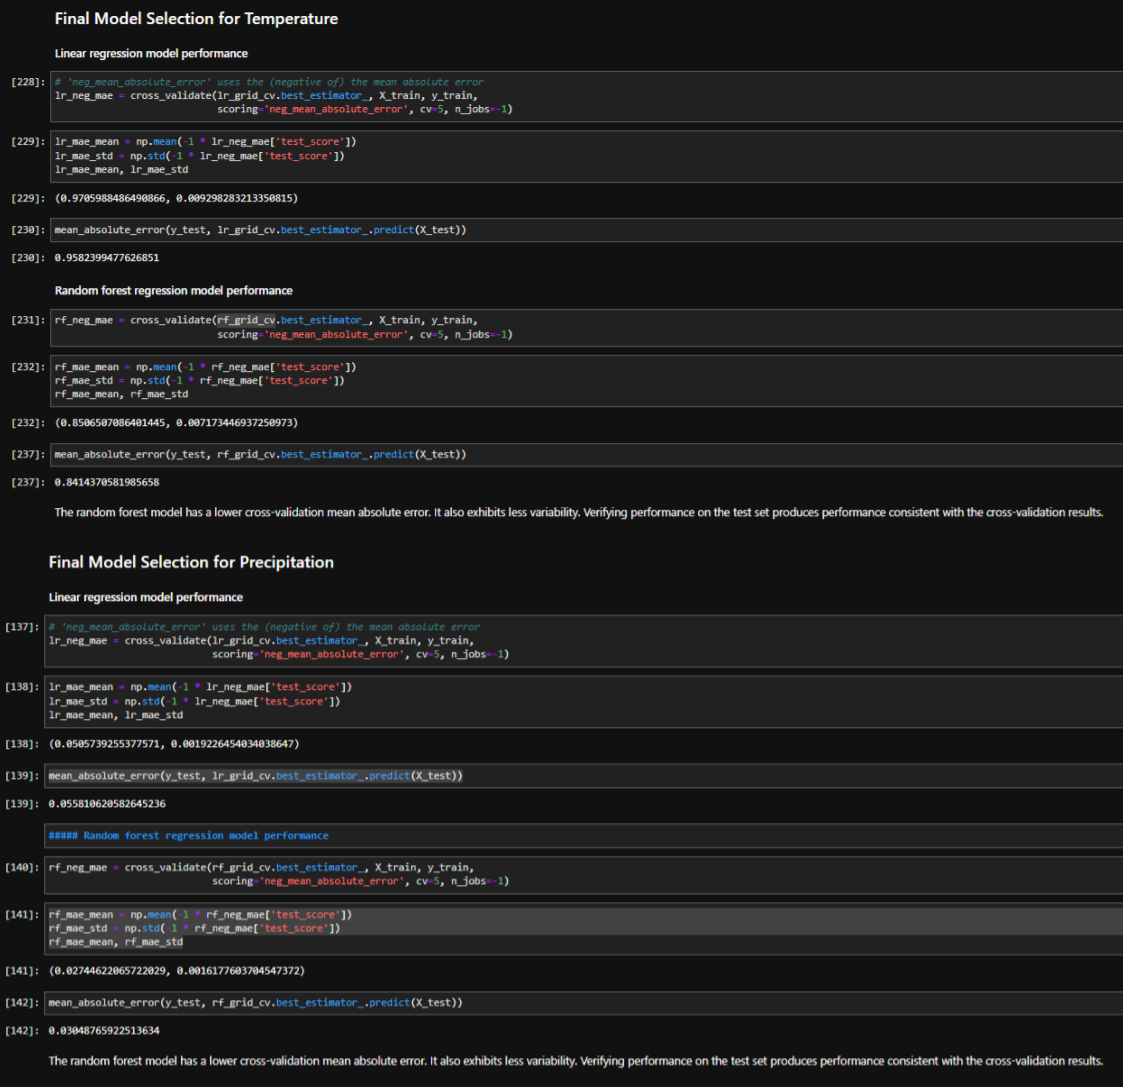 Final Model Selection for Temperature
Linear regression model performance
[228]: # 'neg_mean_absolute_error' uses the (negative of) the mean absolute error
lr_neg_mae = cross_validate(lr_grid_cv.best_estimator_, X_train, y_train,
scoring='neg_mean_absolute_error', cv=5, n_jobs=-1)
[229]: lr_mae_mean = np.mean(-1 * lr_neg_mae['test_score'])
lr_mae_std = np.std(-1 * lr_neg_mae['test_score'])
lr_mae_mean, lr_mae_std
[229]: (0.9705988486490866, 0.009298283213350815)
[230]: mean_absolute_error(y_test, lr_grid_cv.best_estimator_.predict(X_test))
[230]: 0.9582399477626851
Random forest regression model performance
[231]: rf_neg_mae = cross_validate(rf_grid_cv.best_estimator_, X_train, y_train,
scoring='neg_mean_absolute_error', cv=5, n_jobs=-1)
[232]: rf_mae_mean = np.mean(-1 * rf_neg_mae['test_score'])
rf_mae_std = np.std(-1 * rf_neg_mae['test_score'])
rf_mae_mean, rf_mae_std
[232]: (0.8506507086401445, 0.007173446937250973)
[237]: mean_absolute_error(y_test, rf_grid_cv.best_estimator_.predict(X_test))
[237]: 0.8414370581985658
The random forest model has a lower cross-validation mean absolute error. It also exhibits less variability. Verifying performance on the test set produces performance consistent with the cross-validation results.
Final Model Selection for Precipitation
Linear regression model performance
[137]: # 'neg_mean_absolute_error' uses the (negative of) the mean absolute error
lr_neg_mae = cross_validate(lr_grid_cv.best_estimator_, X_train, y_train,
scoring='neg_mean_absolute_error', cv=5, n_jobs=-1)
[138]: lr_mae_mean = np.mean(-1 * lr_neg_mae['test_score'])
lr_mae_std = np.std(-1 * lr_neg_mae['test_score'])
lr_mae_mean, lr_mae_std
[138]: (0.0505739255377571, 0.0019226454034038647)
[139]: mean_absolute_error(y_test, lr_grid_cv.best_estimator_.predict(X_test))
[139]: 0.055810620582645236
##### Random forest regression model performance
[140]: rf_neg_mae = cross_validate(rf_grid_cv.best_estimator_, X_train, y_train,
scoring='neg_mean_absolute_error', cv=5, n_jobs=-1)
[141]: rf_mae_mean = np.mean(-1 * rf_neg_mae['test_score'])
rf_mae_std = np.std(-1 * rf_neg_mae['test_score'])
rf_mae_mean, rf_mae_std
[141]: (0.02744622065722029, 0.0016177603704547372)
[142]: mean_absolute_error(y_test, rf_grid_cv.best_estimator_.predict(X_test))
[142]: 0.03048765922513634
The random forest model has a lower cross-validation mean absolute error. It also exhibits less variability. Verifying performance on the test set produces performance consistent with the cross-validation results.